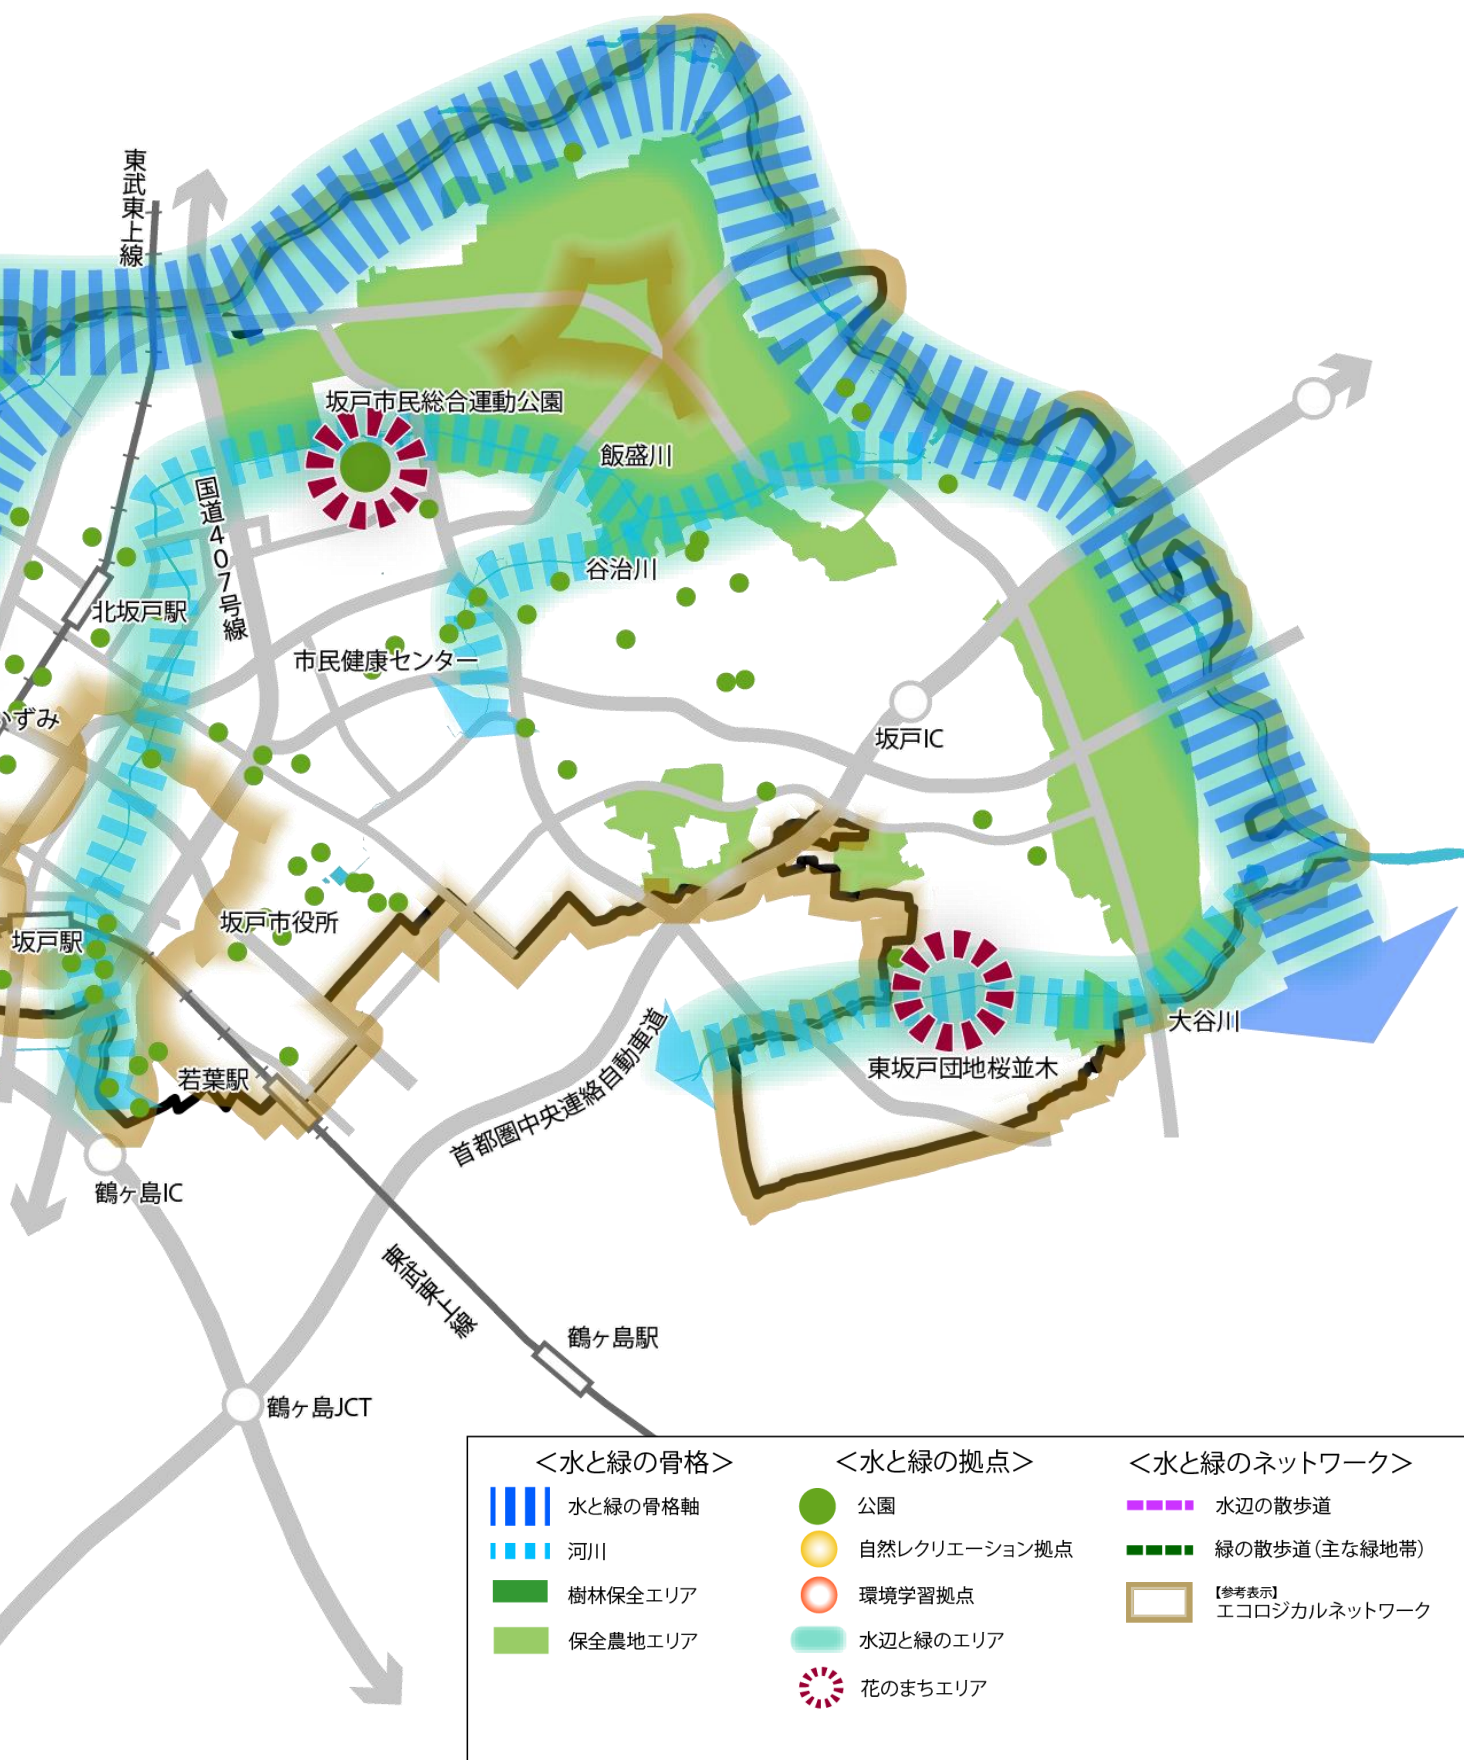 東武東上線
坂戸市民総合運動公園
飯盛川
国道407号線
谷治川
北坂戸駅
市民健康センター
ずみ
坂戸IC
坂戸市役所
坂戸駅
大谷川
東坂戸団地桜並木
若葉駅
首都圏中央連絡自動車道
鶴ヶ島IC
東武東上線
鶴ヶ島駅
鶴ヶ島JCT
＜水と緑の骨格＞
水と緑の骨格軸
河川
樹林保全エリア
保全農地エリア
＜水と緑の拠点＞
公園
自然レクリエーション拠点
環境学習拠点
水辺と緑のエリア
花のまちエリア
＜水と緑のネットワーク＞
水辺の散歩道
緑の散歩道（主な緑地帯）
【参考表示】
エコロジカルネットワーク